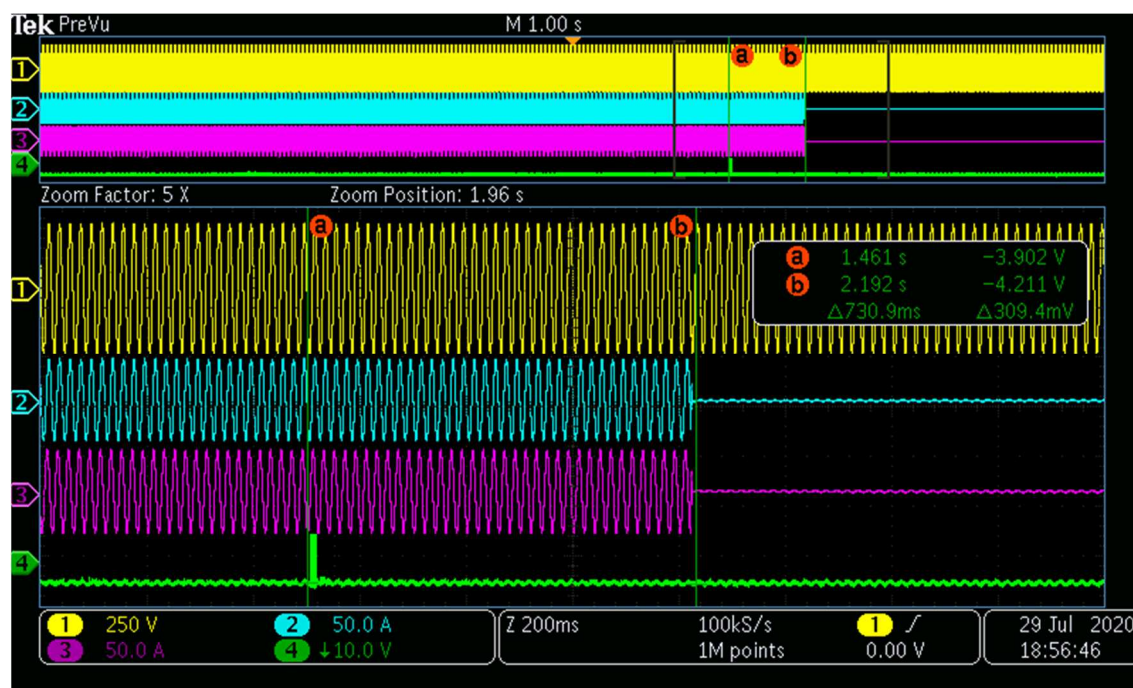 Tek PreVu M 1.00 s
1
a b
2
3
4
Zoom Factor: 5 X Zoom Position: 1.96 s
a b
a 1.461 s −3.902 V
b 2.192 s −4.211 V
△730.9ms △309.4mV
1
2
3
4
1 250 V 2 50.0 A
3 50.0 A 4 ↓10.0 V
Z 200ms 100kS/s 1 ∕
1M points 0.00 V
29 Jul 2020
18:56:46